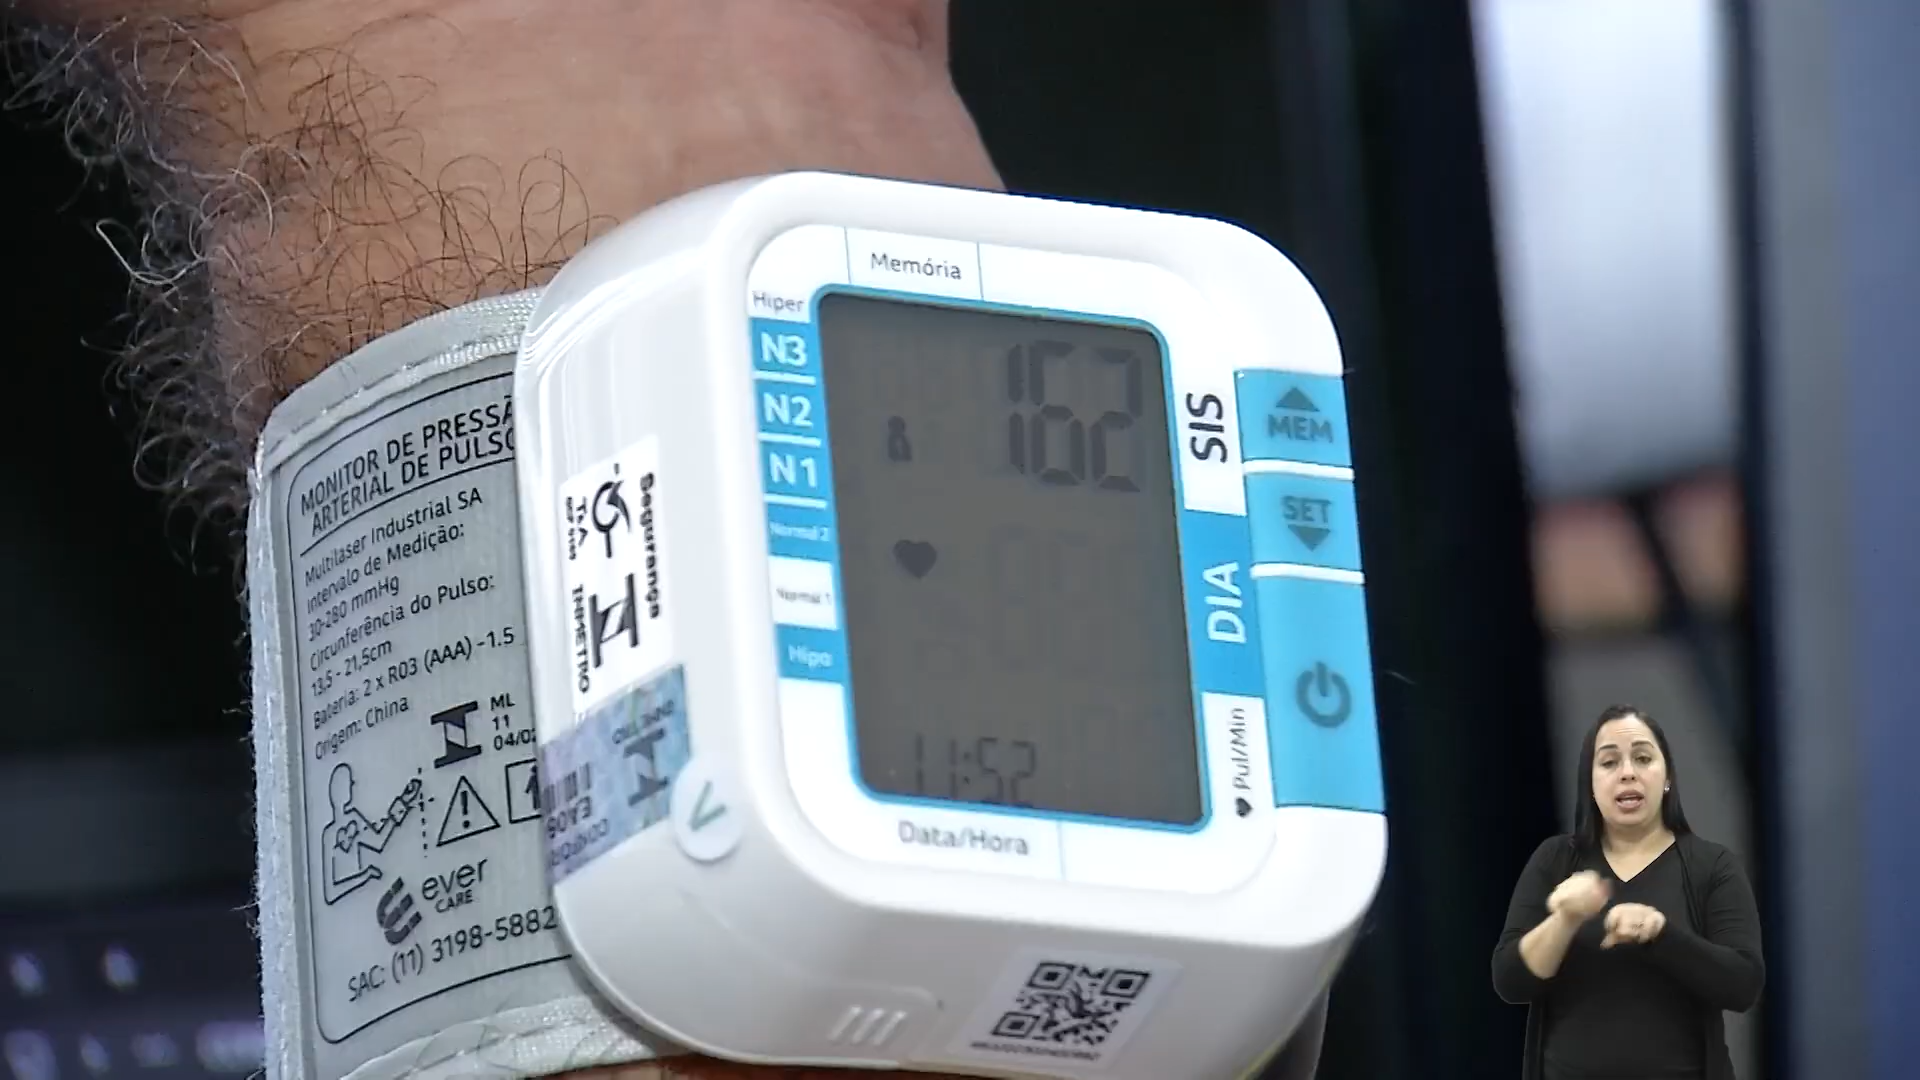 MONITOR DE PRESSÃ
ARTERIAL DE PULSO
Multilaser Industrial SA
Intervalo de Medição:
30-280 mmHg
Circunferência do Pulso:
13,5 - 21,5cm
Bateria: 2 x R03 (AAA) -1.5
Origem: China
ML
11
04/02
ever
CARE
SAC: (11) 3198-5882
Segurança
INMETRO
Memória
Hiper
N3
N2
N1
Normal 2
Normal 1
Hipo
SIS
DIA
Pul/Min
MEM
SET
11:52
Data/Hora